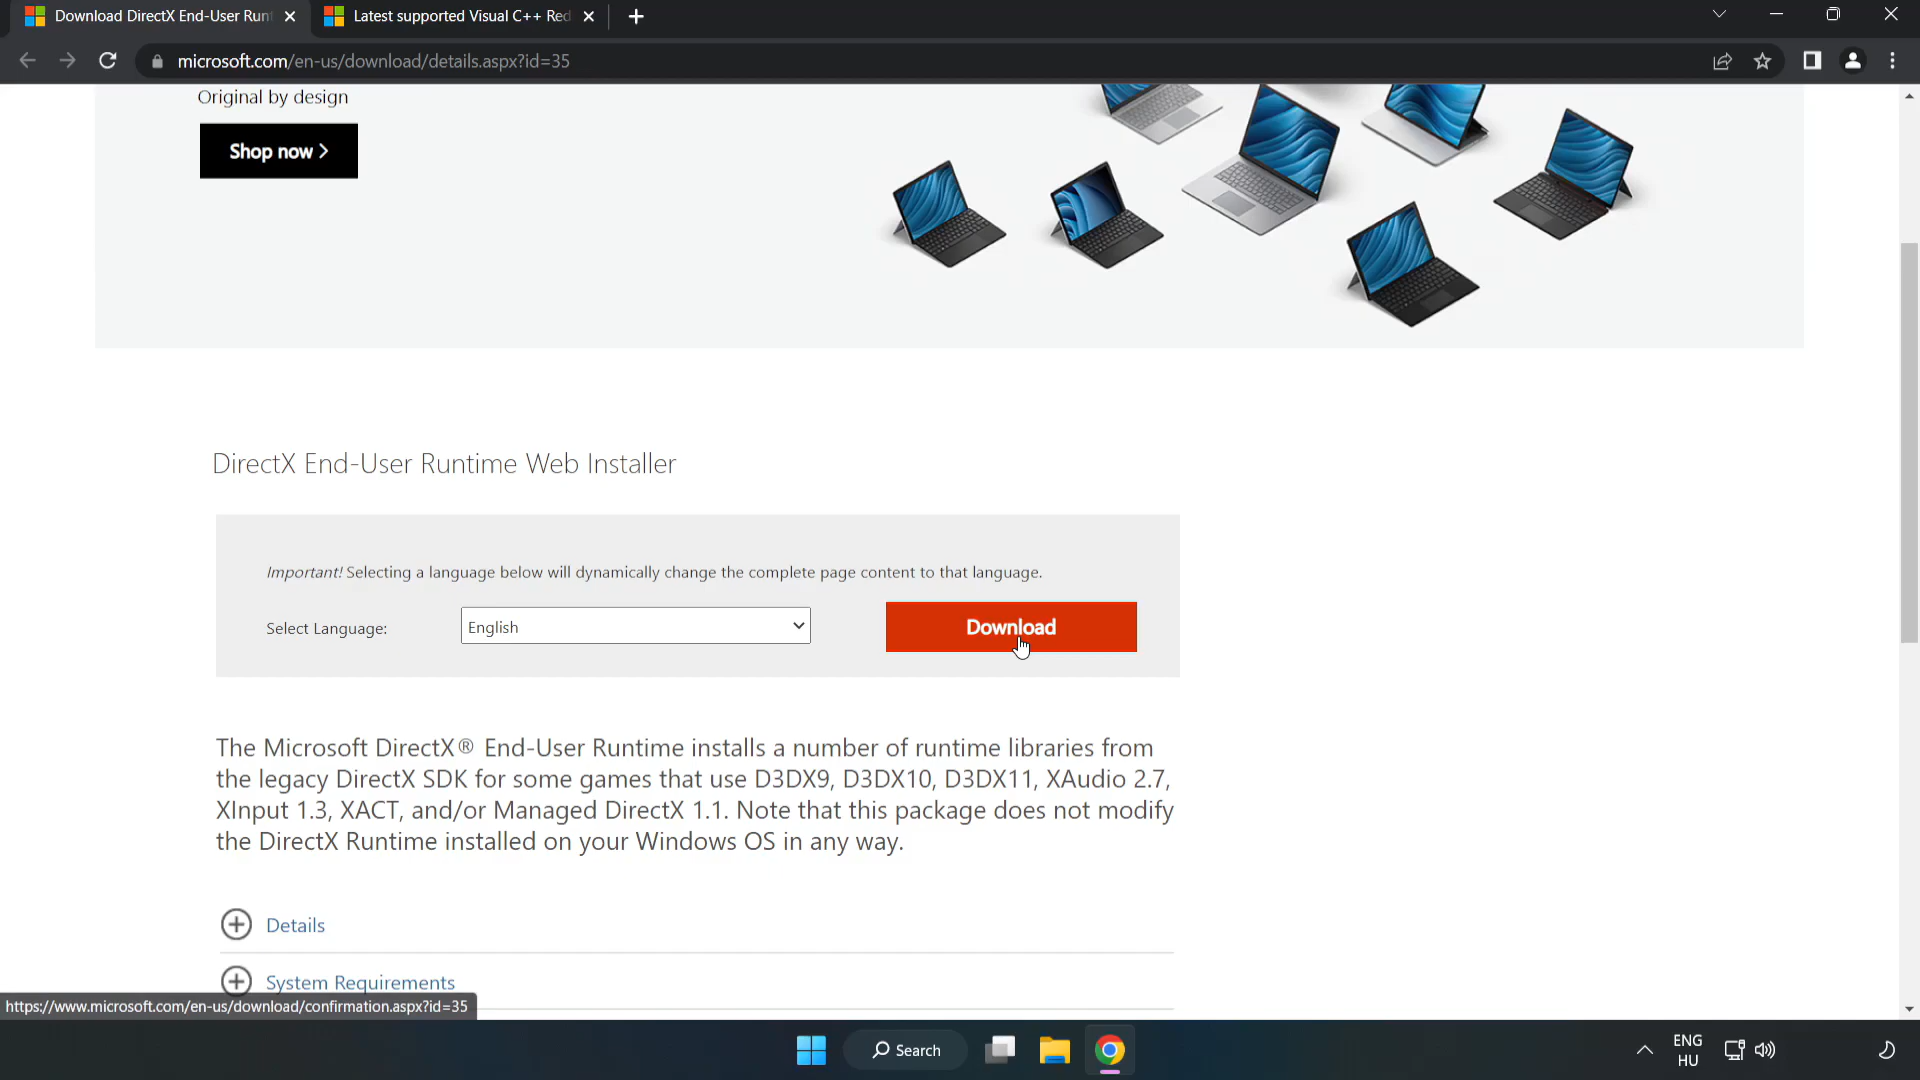 Download DirectX End-User Runt
Latest supported Visual C++ Red
microsoft.com/en-us/download/details.aspx?id=35
Original by design
Shop now >
DirectX End-User Runtime Web Installer
Important! Selecting a language below will dynamically change the complete page content to that language.
Select Language:
English
Download
The Microsoft DirectX® End-User Runtime installs a number of runtime libraries from
the legacy DirectX SDK for some games that use D3DX9, D3DX10, D3DX11, XAudio 2.7,
XInput 1.3, XACT, and/or Managed DirectX 1.1. Note that this package does not modify
the DirectX Runtime installed on your Windows OS in any way.
Details
System Requirements
https://www.microsoft.com/en-us/download/confirmation.aspx?id=35
Search
ENG
HU